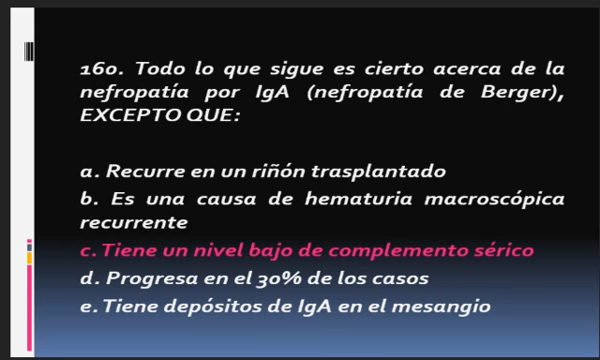 160. Todo lo que sigue es cierto acerca de la
nefropatía por IgA (nefropatía de Berger),
EXCEPTO QUE:
a. Recurre en un riñón trasplantado
b. Es una causa de hematuria macroscópica
recurrente
c. Tiene un nivel bajo de complemento sérico
d. Progresa en el 30% de los casos
e. Tiene depósitos de IgA en el mesangio